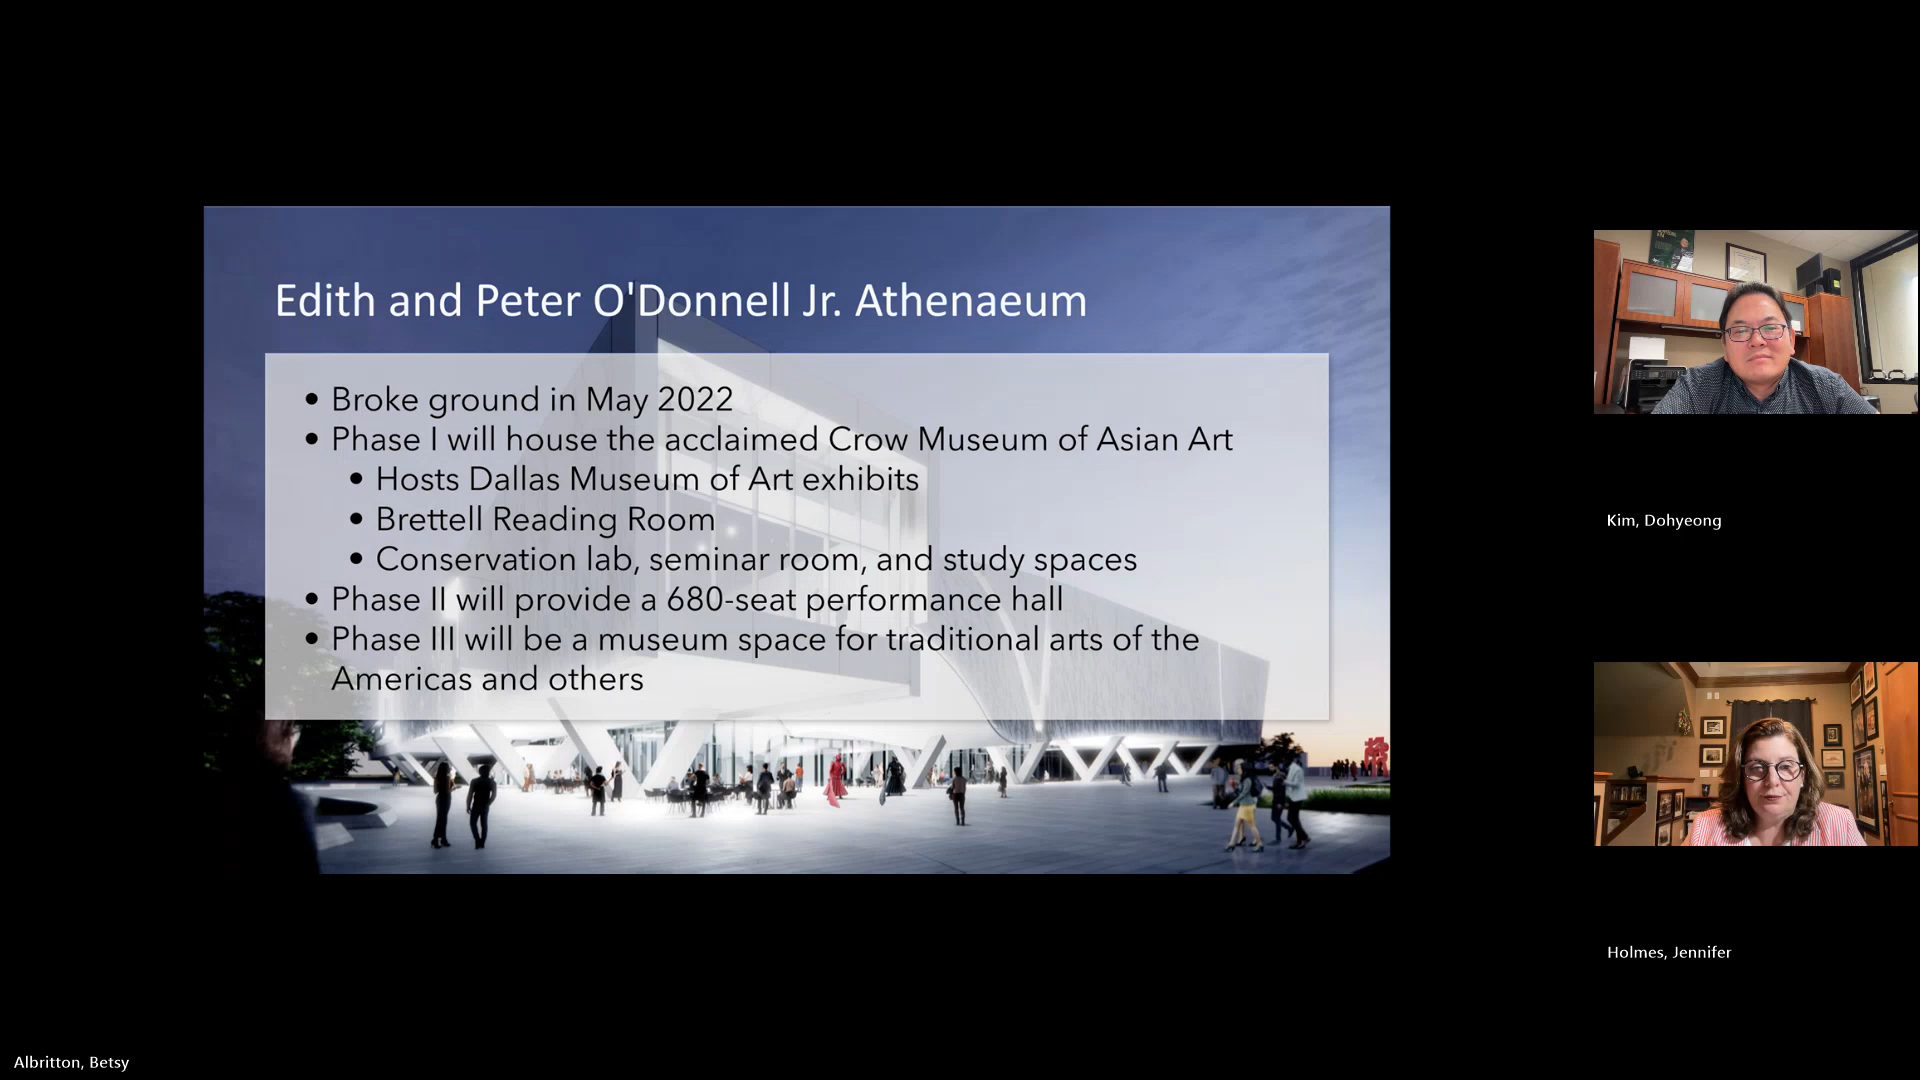 Edith and Peter O'Donnell Jr. Athenaeum
• Broke ground in May 2022
• Phase I will house the acclaimed Crow Museum of Asian Art
• Hosts Dallas Museum of Art exhibits
• Brettell Reading Room
• Conservation lab, seminar room, and study spaces
• Phase II will provide a 680-seat performance hall
• Phase III will be a museum space for traditional arts of the
Americas and others
Kim, Dohyeong
Holmes, Jennifer
Albritton, Betsy